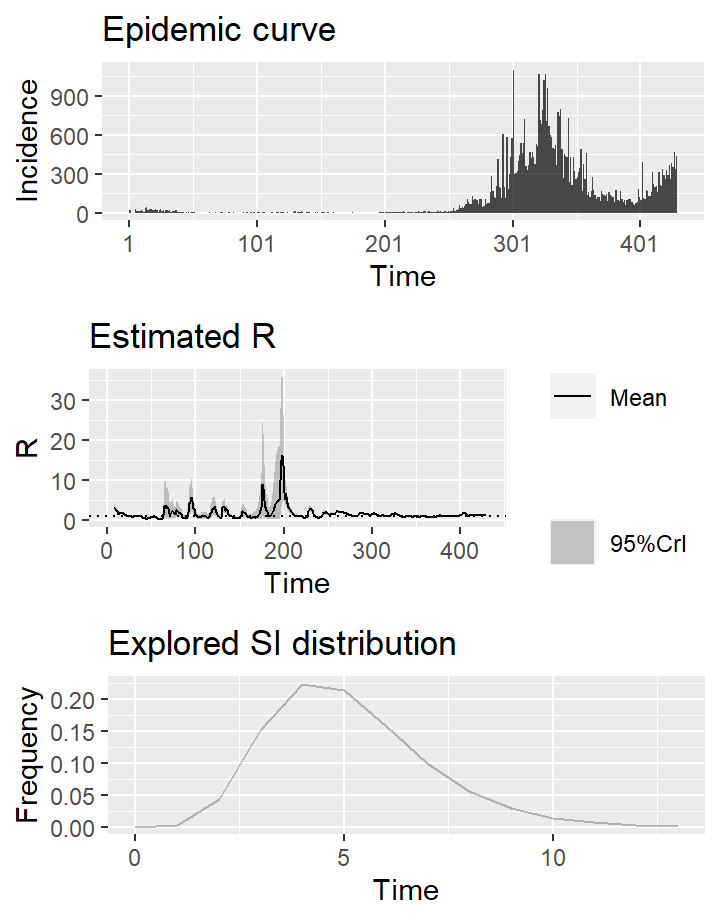 Epidemic curve
Incidence
900
600
300
0
1 101 201 301 401
Time
Estimated R
R
30
20
10
0
0 100 200 300 400
Time
Mean
95%CrI
Explored SI distribution
Frequency
0.20
0.15
0.10
0.05
0.00
0 5 10
Time